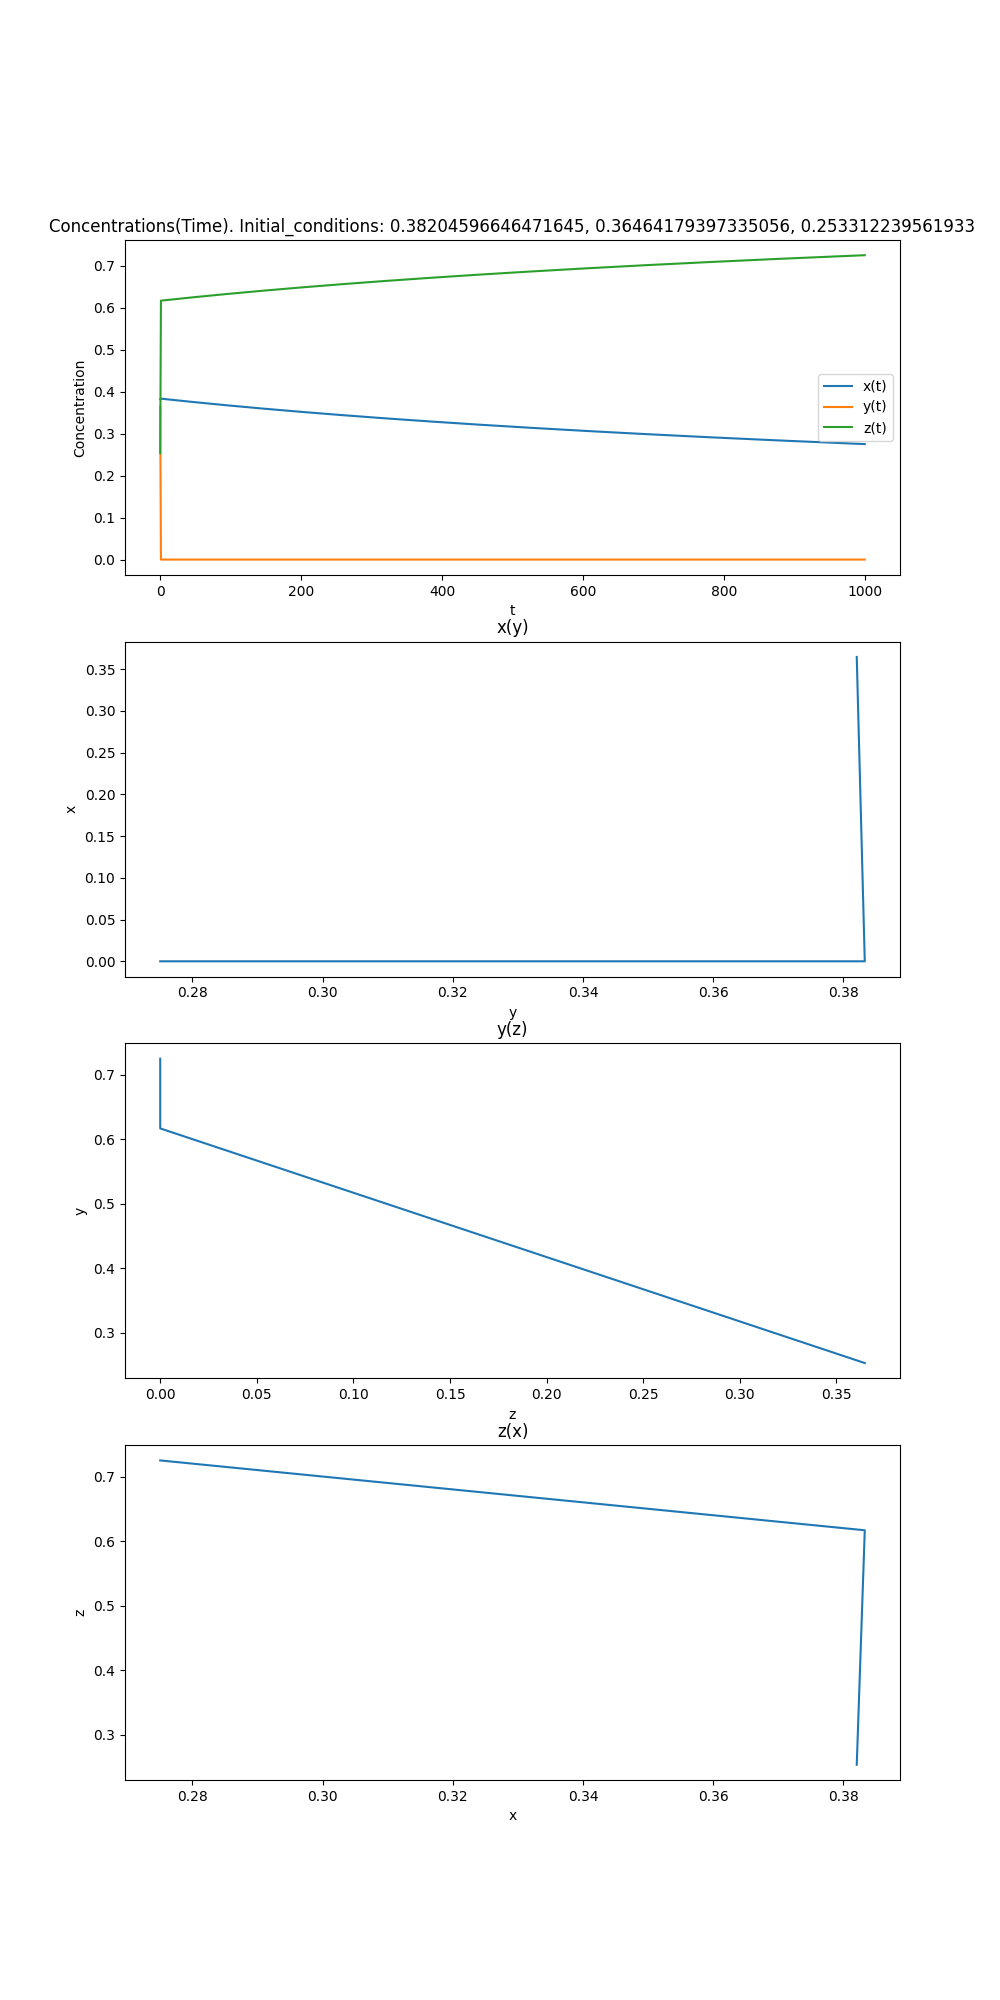 Concentrations(Time). Initial_conditions: 0.38204596646471645, 0.36464179397335056, 0.253312239561933
0.7
0.6
0.5
0.4
0.3
0.2
0.1
0.0
Concentration
x(t)
y(t)
z(t)
0 200 400 600 800 1000
t
x(y)
0.35
0.30
0.25
0.20
0.15
0.10
0.05
0.00
x
0.28 0.30 0.32 0.34 0.36 0.38
y
y(z)
0.7
0.6
0.5
0.4
0.3
y
0.00 0.05 0.10 0.15 0.20 0.25 0.30 0.35
z
z(x)
0.7
0.6
0.5
0.4
0.3
z
0.28 0.30 0.32 0.34 0.36 0.38
x